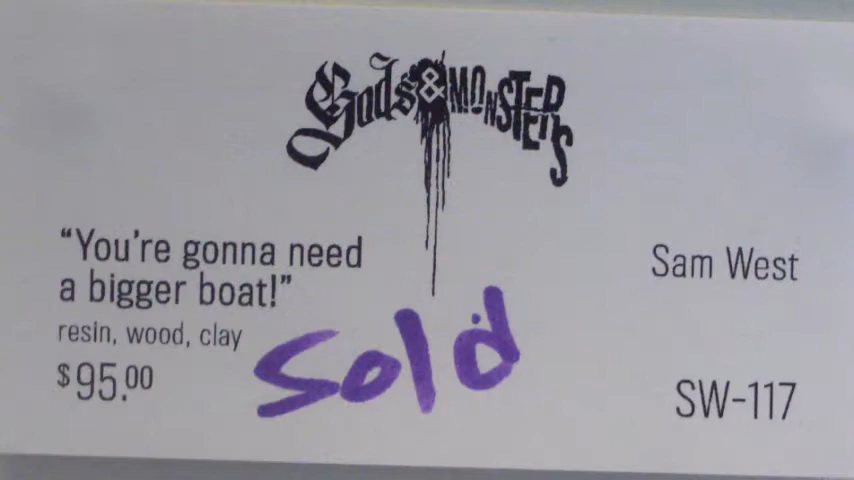 Gods & MONSTERS
“You're gonna need
a bigger boat!”
Sam West
resin, wood, clay
$95.00
Sold
SW-117